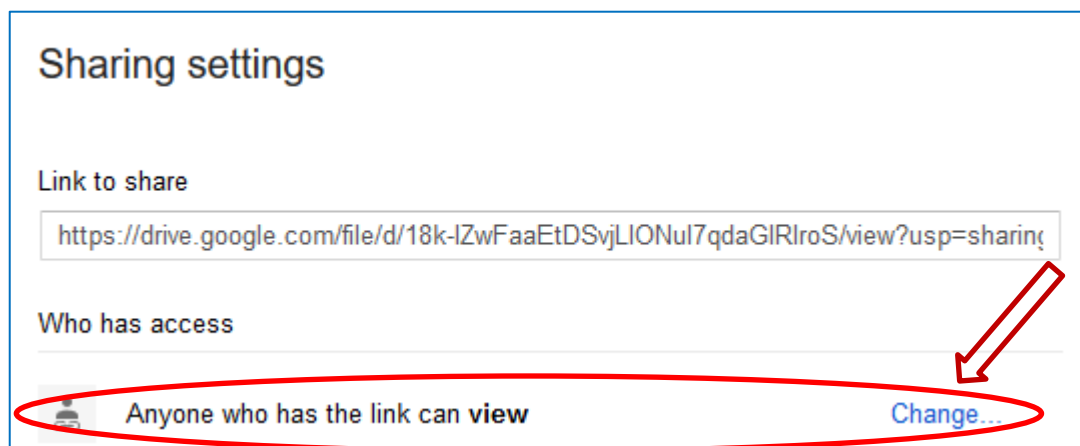 Sharing settings
Link to share
https://drive.google.com/file/d/18k-lZwFaaEtDSvjLlONul7qdaGlRlroS/view?usp=sharing
Who has access
Anyone who has the link can view
Change...